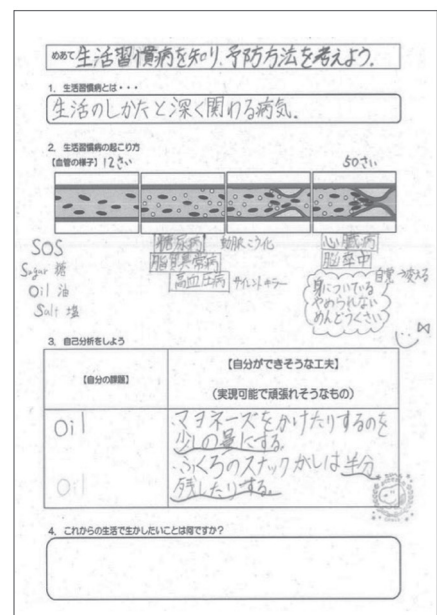 めあて 生活習慣病を知り、予防方法を考えよう。
1. 生活習慣病とは・・・
生活のしかたと深く関わる病気。
2. 生活習慣病の起こり方
【血管の様子】 12さい 50さい
糖尿病 動脈こう化 心臓病
SOS 脳卒中
Sugar 糖 高血圧病 サイレントキラー 自覚→変える
Oil 油 身についている
Salt 塩 やめられない
めんどうくさい
3. 自己分析をしよう
【自分の課題】 【自分ができそうな工夫】
(実現可能で頑張れそうなもの)
Oil ・マヨネーズをかけたりするのを
少しの量にする。
・ふくろのスナックがしは半分
Oil 残したりする。
4. これからの生活で生かしたいことは何ですか?